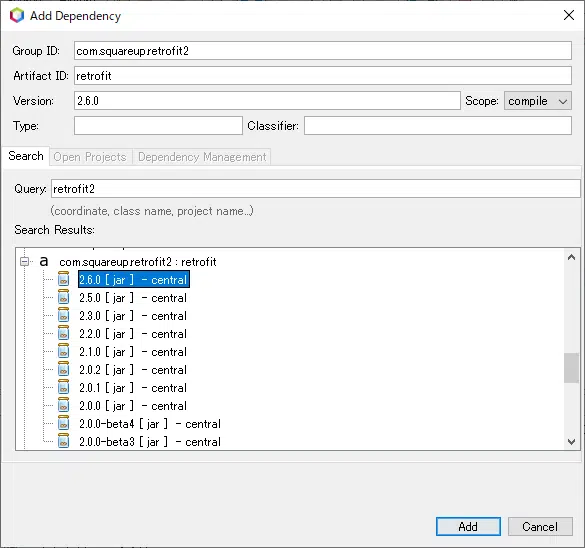 Add Dependency
Group ID: com.squareup.retrofit2
Artifact ID: retrofit
Version: 2.6.0 Scope: compile
Type: Classifier:
Search Open Projects Dependency Management
Query: retrofit2
(coordinate, class name, project name...)
Search Results:
a com.squareup.retrofit2 : retrofit
2.6.0 [ jar ] - central
2.5.0 [ jar ] - central
2.3.0 [ jar ] - central
2.2.0 [ jar ] - central
2.1.0 [ jar ] - central
2.0.2 [ jar ] - central
2.0.1 [ jar ] - central
2.0.0 [ jar ] - central
2.0.0-beta4 [ jar ] - central
2.0.0-beta3 [ jar ] - central
Add Cancel